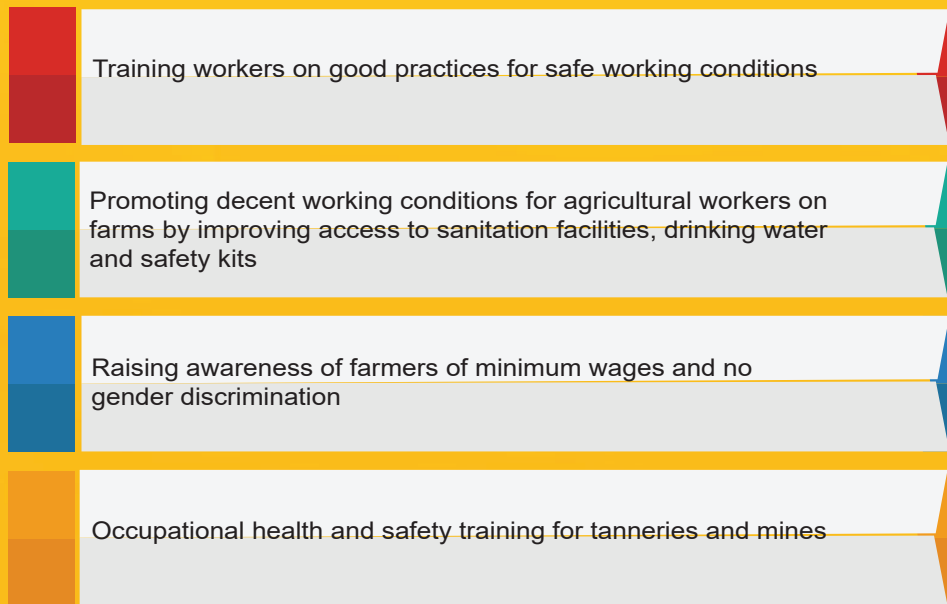 Training workers on good practices for safe working conditions
Promoting decent working conditions for agricultural workers on
farms by improving access to sanitation facilities, drinking water
and safety kits
Raising awareness of farmers of minimum wages and no
gender discrimination
Occupational health and safety training for tanneries and mines